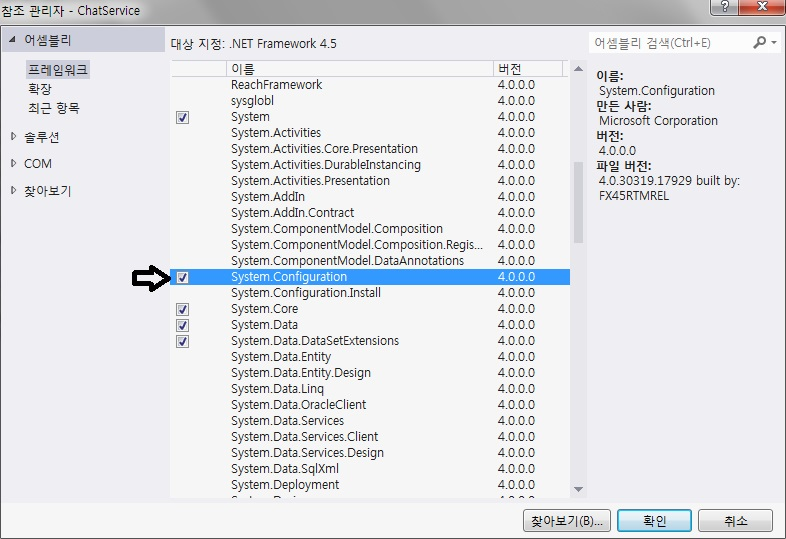 참조 관리자 - ChatService
어셈블리
프레임워크
확장
최근 항목
솔루션
COM
찾아보기
대상 지정: .NET Framework 4.5
어셈블리 검색(Ctrl+E)
이름 버전
ReachFramework 4.0.0.0
sysglobl 4.0.0.0
System 4.0.0.0
System.Activities 4.0.0.0
System.Activities.Core.Presentation 4.0.0.0
System.Activities.DurableInstancing 4.0.0.0
System.Activities.Presentation 4.0.0.0
System.AddIn 4.0.0.0
System.AddIn.Contract 4.0.0.0
System.ComponentModel.Composition 4.0.0.0
System.ComponentModel.Composition.Regis... 4.0.0.0
System.ComponentModel.DataAnnotations 4.0.0.0
System.Configuration 4.0.0.0
System.Configuration.Install 4.0.0.0
System.Core 4.0.0.0
System.Data 4.0.0.0
System.Data.DataSetExtensions 4.0.0.0
System.Data.Entity 4.0.0.0
System.Data.Entity.Design 4.0.0.0
System.Data.Linq 4.0.0.0
System.Data.OracleClient 4.0.0.0
System.Data.Services 4.0.0.0
System.Data.Services.Client 4.0.0.0
System.Data.Services.Design 4.0.0.0
System.Data.SqlXml 4.0.0.0
System.Deployment 4.0.0.0
이름:
System.Configuration
만든 사람:
Microsoft Corporation
버전:
4.0.0.0
파일 버전:
4.0.30319.17929 built by:
FX45RTMREL
찾아보기(B)... 확인 취소